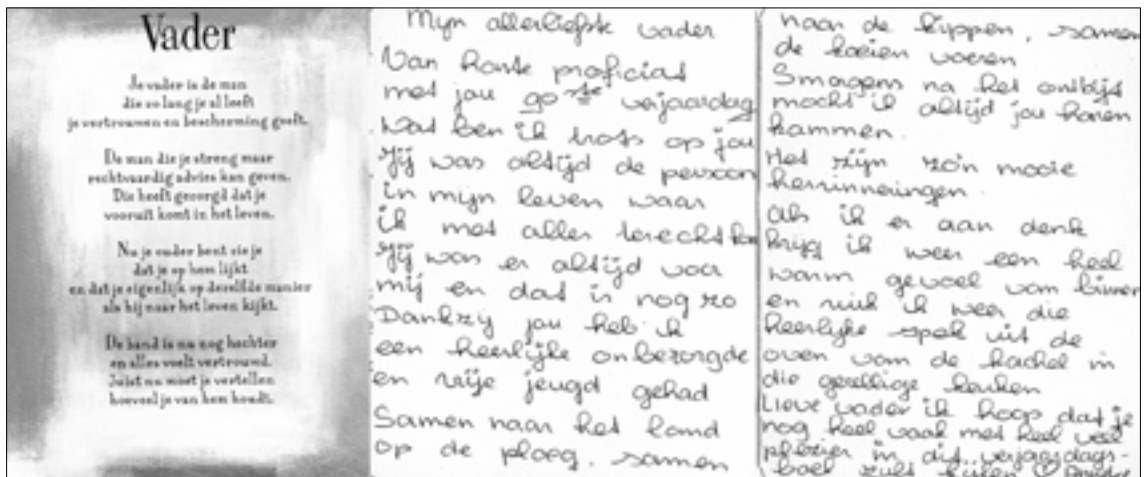 Vader
Je vader is de man
die zo lang je al leeft
je vertrouwen en bescherming geeft.
De man die je streng maar
rechtvaardig advies kan geven.
Die heeft gezorgd dat je
vooruit komt in het leven.
Nu je ouder bent zie je
dat je op hem lijkt
en dat je eigenlijk op dezelfde manier
als hij naar het leven kijkt.
De band is nu nog hechter
en alles voelt vertrouwd.
Juist nu moet je vertellen
hoeveel je van hem houdt.
Mijn allerliefste vader
Van harte proficiat
met jou 90ste verjaardag
Wat ben ik trots op jou
Jij was altijd de persoon
in mijn leven waar
ik met alles terecht kon
Jij was er altijd voor
mij en dat is nog zo
Dankzij jou heb ik
een heerlijke onbezorgde
en vrije jeugd gehad
Samen naar het land
op de ploeg, samen
naar de kippen, samen
de koeien voeren
Smorgens na het ontbijt
mocht ik altijd jou haren
kammen.
Het zijn zo'n mooie
herinneringen.
Als ik er aan denk
krijg ik weer een heel
warm gevoel van binnen
en ruik ik weer die
heerlijke spek uit de
oven van de kachel in
die gezellige keuken
Lieve vader ik hoop dat je
nog heel vaak met heel veel
plezier in dit verjaardags-
boek zult kijken